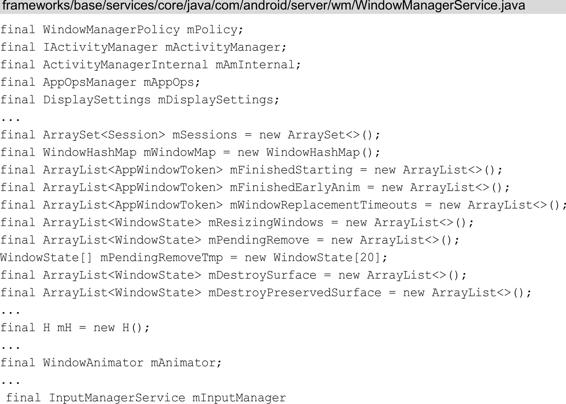 frameworks/base/services/core/java/com/android/server/wm/WindowManagerService.java
final WindowManagerPolicy mPolicy;
final IActivityManager mActivityManager;
final ActivityManagerInternal mAmInternal;
final AppOpsManager mAppOps;
final DisplaySettings mDisplaySettings;
...
final ArraySet<Session> mSessions = new ArraySet<>();
final WindowHashMap mWindowMap = new WindowHashMap();
final ArrayList<AppWindowToken> mFinishedStarting = new ArrayList<>();
final ArrayList<AppWindowToken> mFinishedEarlyAnim = new ArrayList<>();
final ArrayList<AppWindowToken> mWindowReplacementTimeouts = new ArrayList<>();
final ArrayList<WindowState> mResizingWindows = new ArrayList<>();
final ArrayList<WindowState> mPendingRemove = new ArrayList<>();
WindowState[] mPendingRemoveTmp = new WindowState[20];
final ArrayList<WindowState> mDestroySurface = new ArrayList<>();
final ArrayList<WindowState> mDestroyPreservedSurface = new ArrayList<>();
...
final H mH = new H();
...
final WindowAnimator mAnimator;
...
final InputManagerService mInputManager